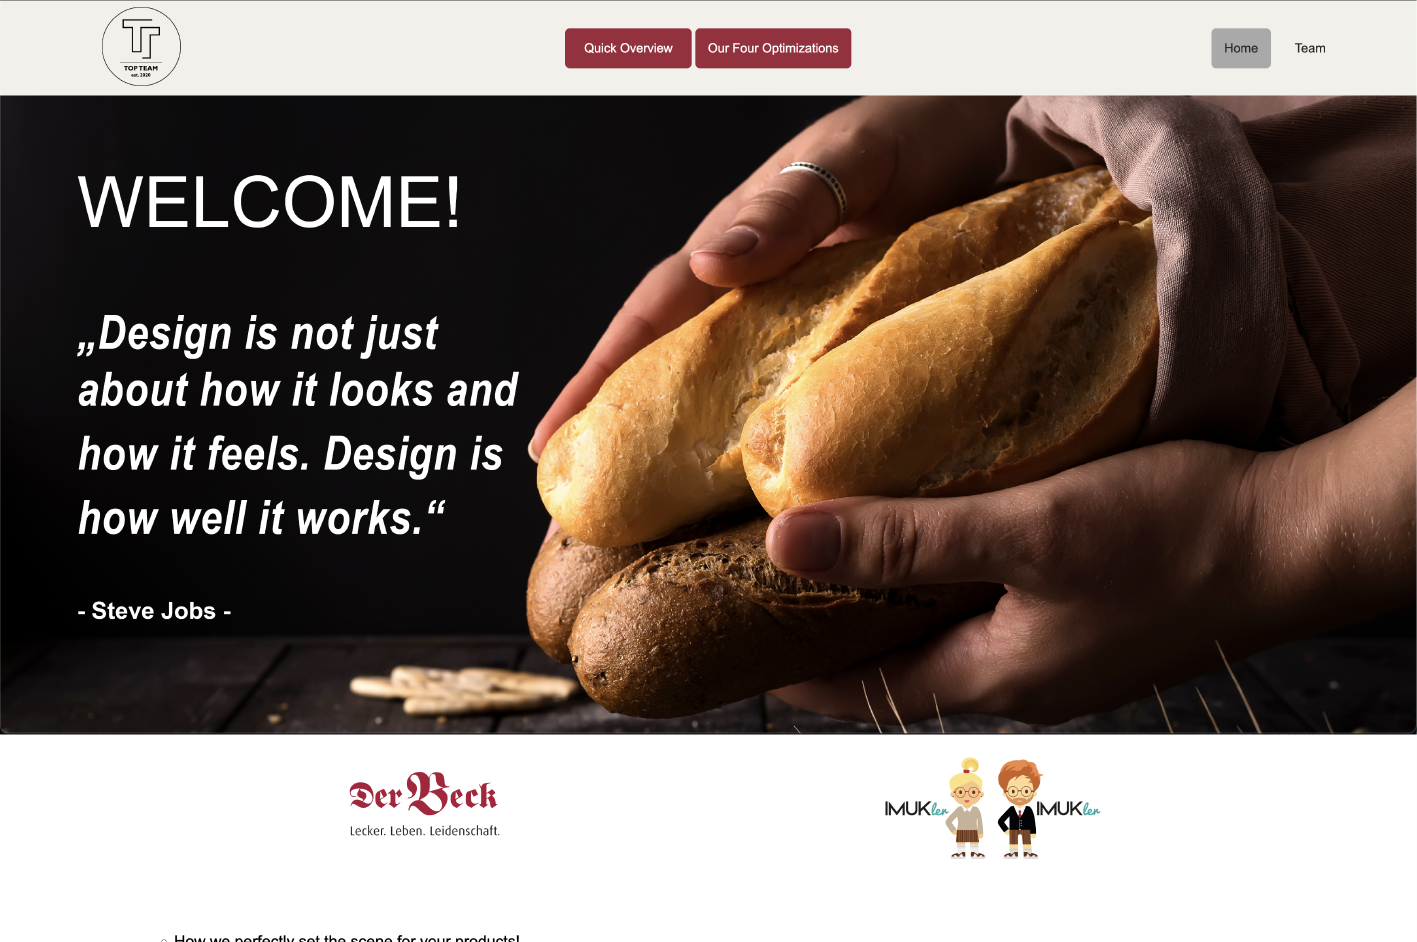 TOP TEAM
est. 2020
Quick Overview
Our Four Optimizations
Home
Team
WELCOME!
„Design is not just
about how it looks and
how it feels. Design is
how well it works.“
- Steve Jobs -
Der Beck
Lecker. Leben. Leidenschaft.
IMUKler
IMUKler
How we perfectly set the scene for your products!